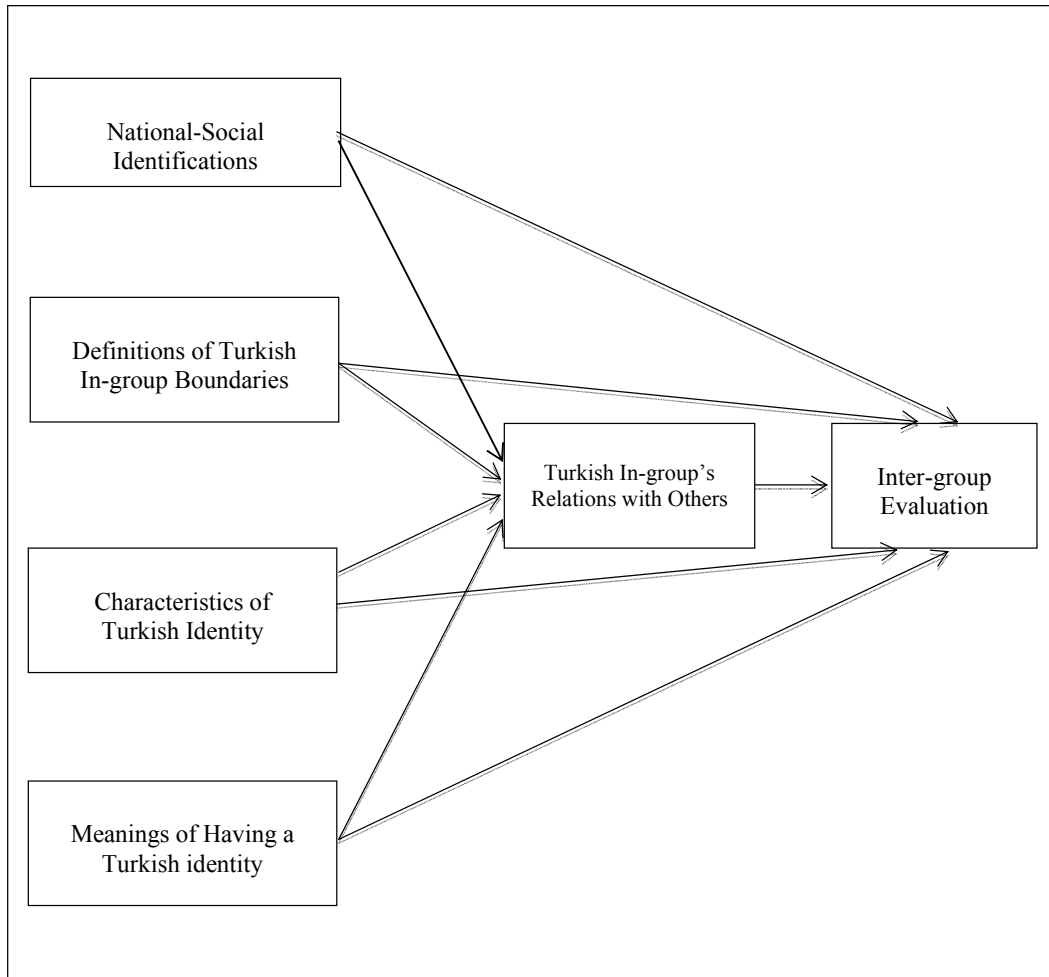 National-Social
Identifications
Definitions of Turkish
In-group Boundaries
Turkish In-group’s
Relations with Others
Inter-group
Evaluation
Characteristics of
Turkish Identity
Meanings of Having a
Turkish identity